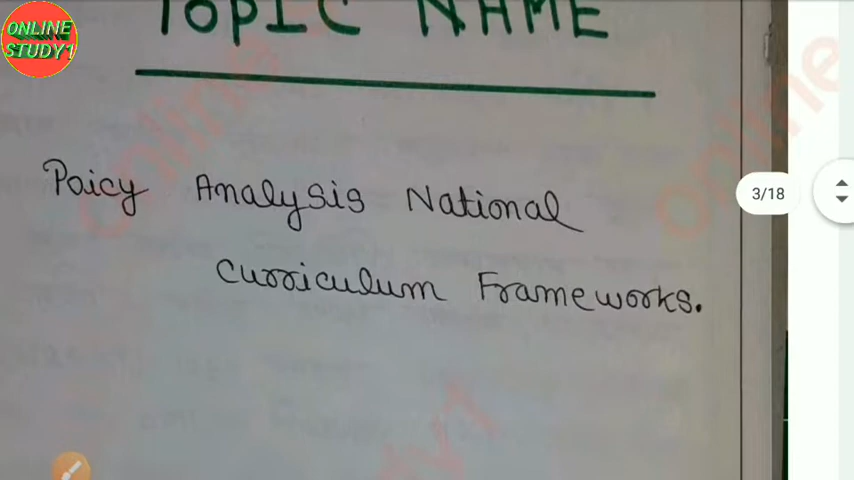 ONLINE
STUDY1
TOPIC NAME
Poicy Analysis National
Curriculum Frameworks.
3/18